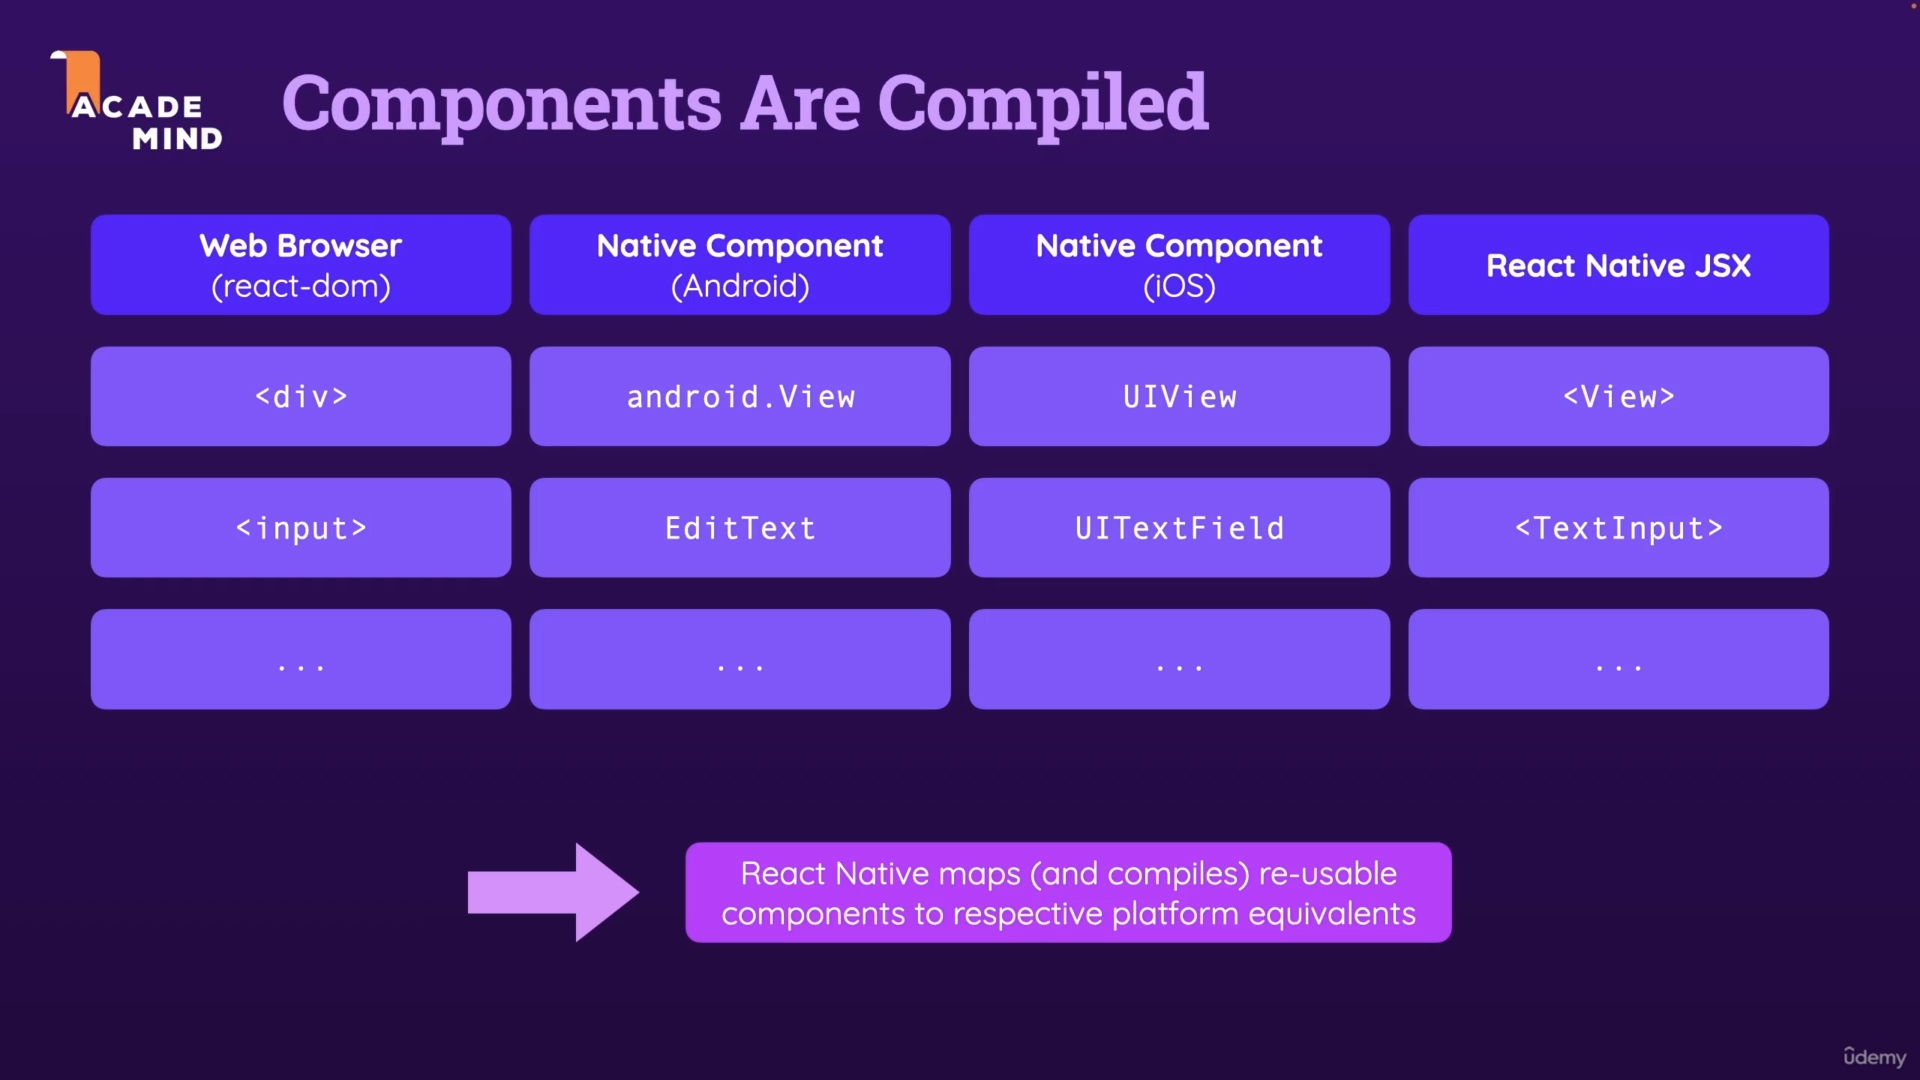 ACADE
MIND
Components Are Compiled
Web Browser
(react-dom)
Native Component
(Android)
Native Component
(iOS)
React Native JSX
<div>
android.View
UIView
<View>
<input>
EditText
UITextField
<TextInput>
...
...
...
...
React Native maps (and compiles) re-usable
components to respective platform equivalents
ûdemy